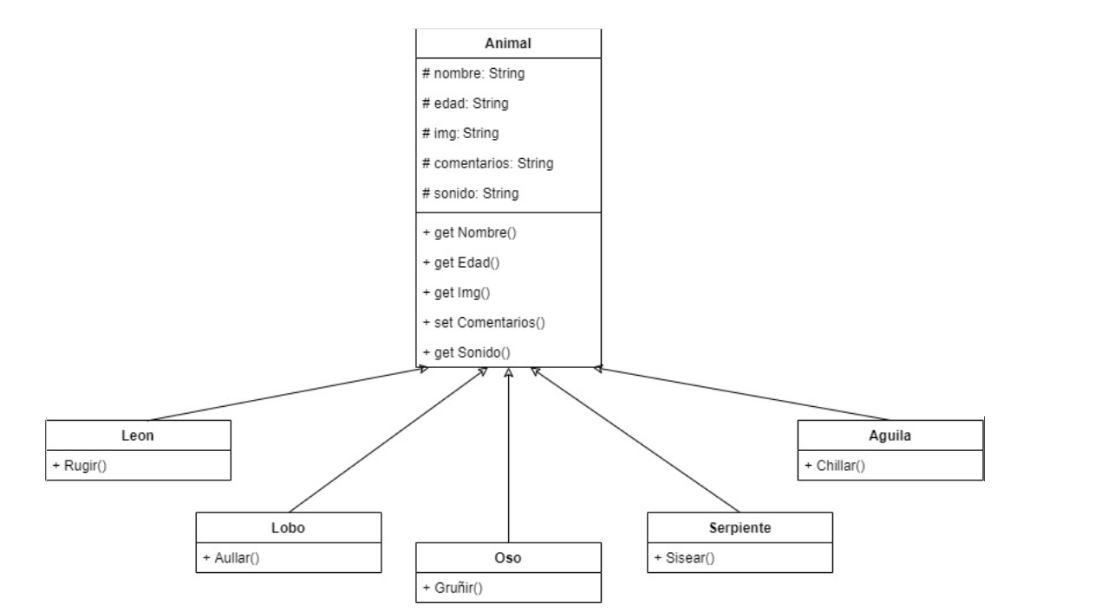 Animal
# nombre: String
# edad: String
# img: String
# comentarios: String
# sonido: String
+ get Nombre()
+ get Edad()
+ get Img()
+ set Comentarios()
+ get Sonido()
Leon
+ Rugir()
Aguila
+ Chillar()
Lobo
+ Aullar()
Serpiente
+ Sisear()
Oso
+ Gruñir()